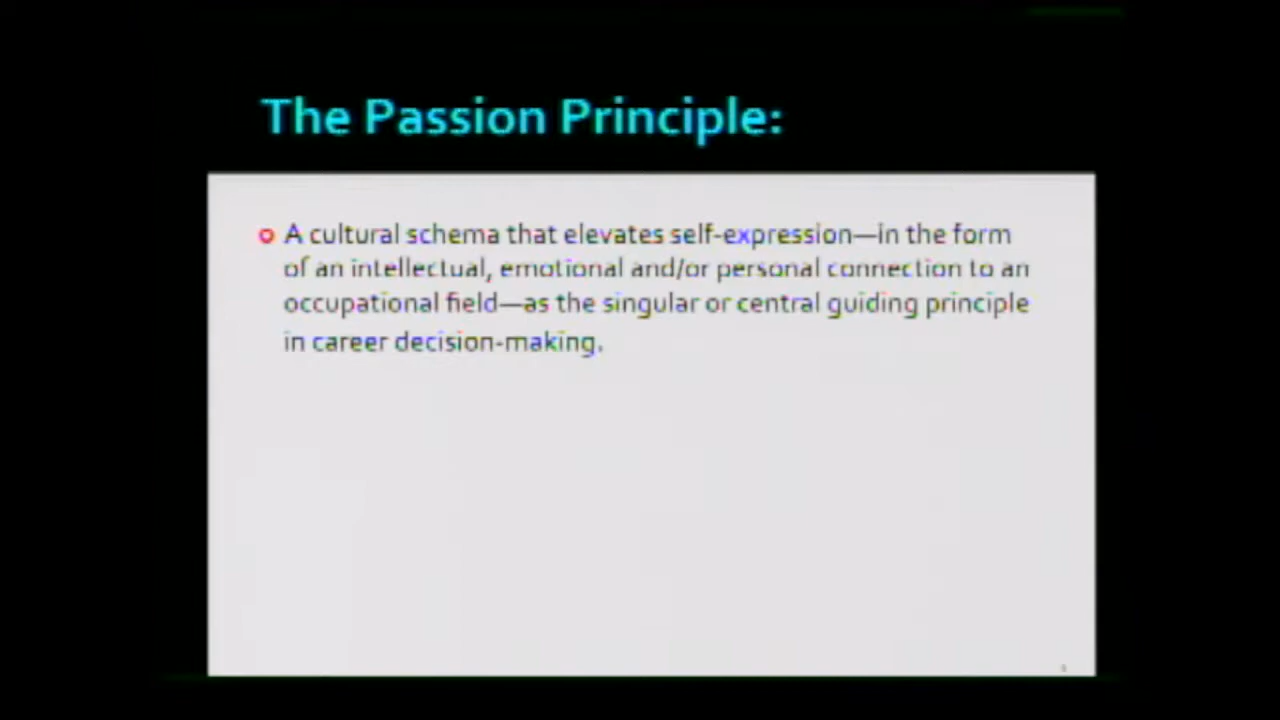 The Passion Principle:
A cultural schema that elevates self-expression—in the form
of an intellectual, emotional and/or personal connection to an
occupational field—as the singular or central guiding principle
in career decision-making.